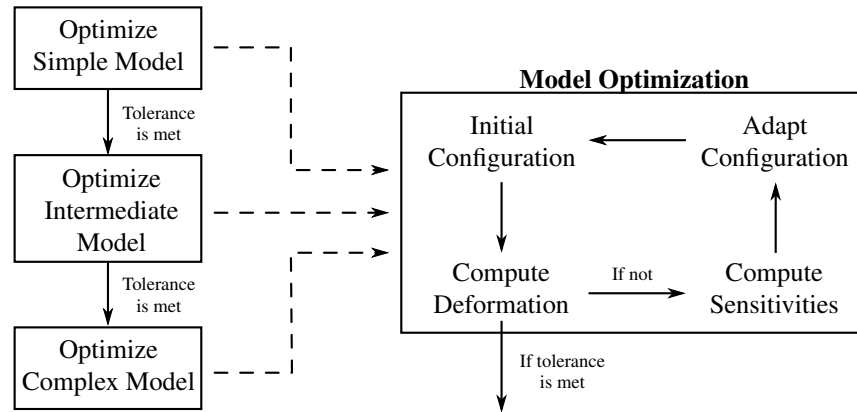 Optimize
Simple Model
Tolerance
is met
Optimize
Intermediate
Model
Tolerance
is met
Optimize
Complex Model
Model Optimization
Initial
Configuration
Adapt
Configuration
Compute
Deformation
If not
Compute
Sensitivities
If tolerance
is met